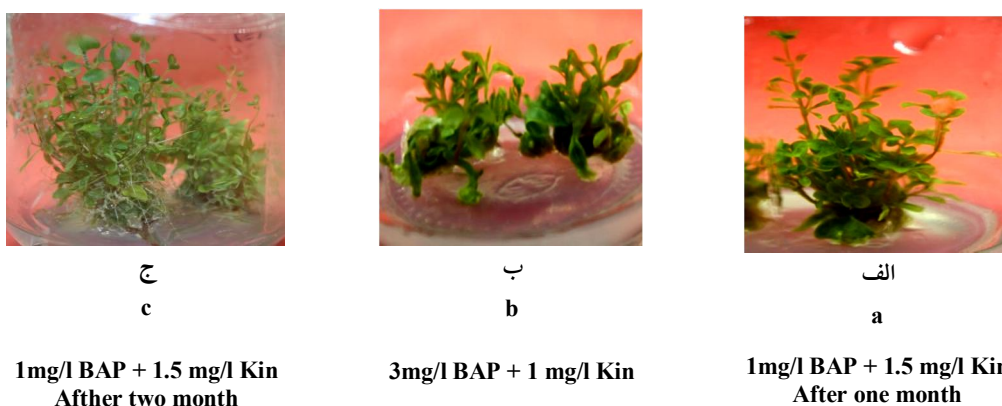 ج
c
1mg/l BAP + 1.5 mg/l Kin
Afther two month
ب
b
3mg/l BAP + 1 mg/l Kin
الف
a
1mg/l BAP + 1.5 mg/l Kin
After one month